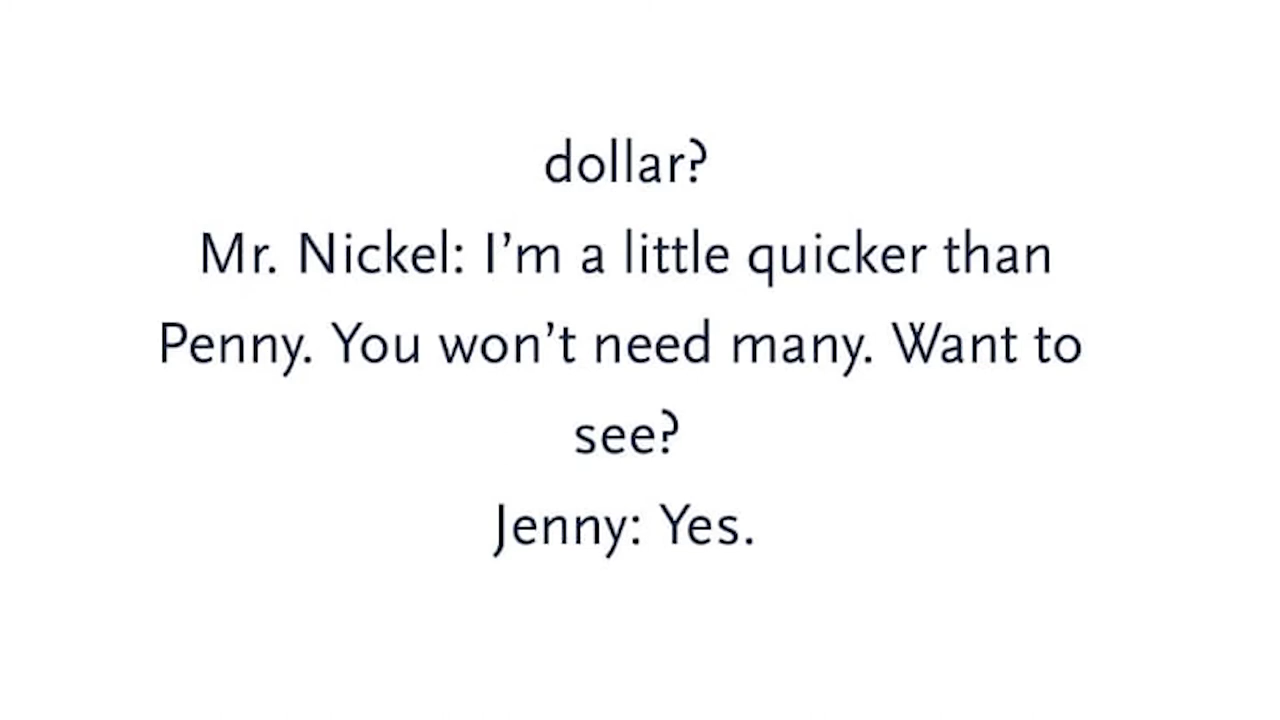 dollar?
Mr. Nickel: I’m a little quicker than
Penny. You won’t need many. Want to
see?
Jenny: Yes.